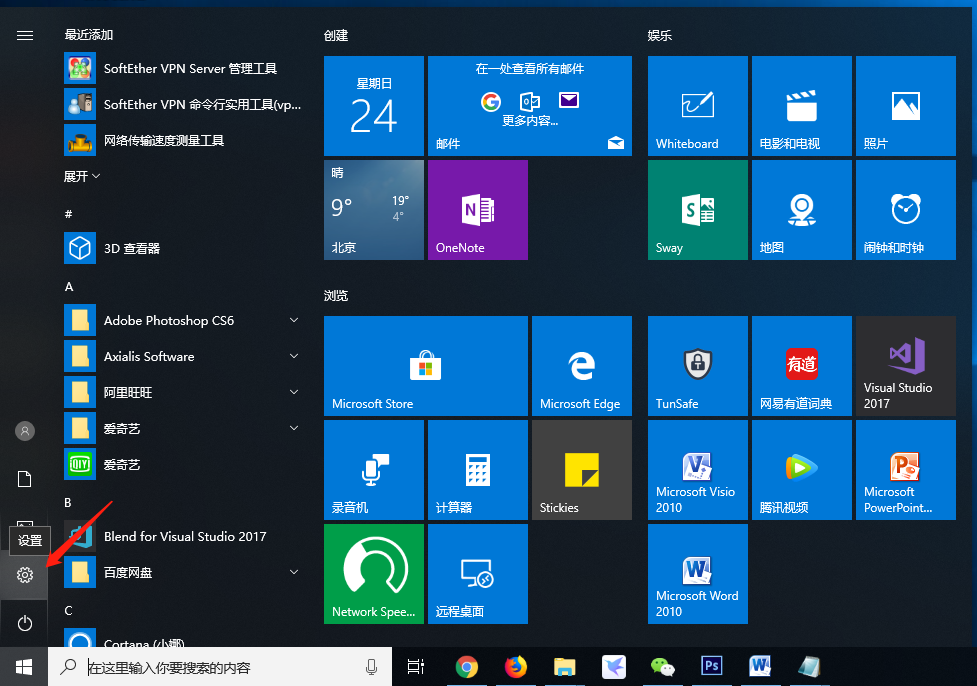 最近添加
SoftEther VPN Server 管理工具
SoftEther VPN 命令行实用工具(vp...
网络传输速度测量工具
展开
#
3D 查看器
A
Adobe Photoshop CS6
Axialis Software
阿里旺旺
爱奇艺
QIYI
爱奇艺
B
Blend for Visual Studio 2017
百度网盘
C
Cortana (小娜)
设置
创建
星期日
24
在一处查看所有邮件
更多内容...
邮件
晴
9°
19°
4°
北京
N
OneNote
娱乐
Whiteboard
电影和电视
照片
S
Sway
地图
闹钟和时钟
浏览
Microsoft Store
Microsoft Edge
录音机
计算器
Stickies
Network Spee...
远程桌面
TunSafe
有道
网易有道词典
Visual Studio
2017
Microsoft Visio
2010
腾讯视频
Microsoft
PowerPoint...
Microsoft Word
2010
在这里输入你要搜索的内容
Ps
W